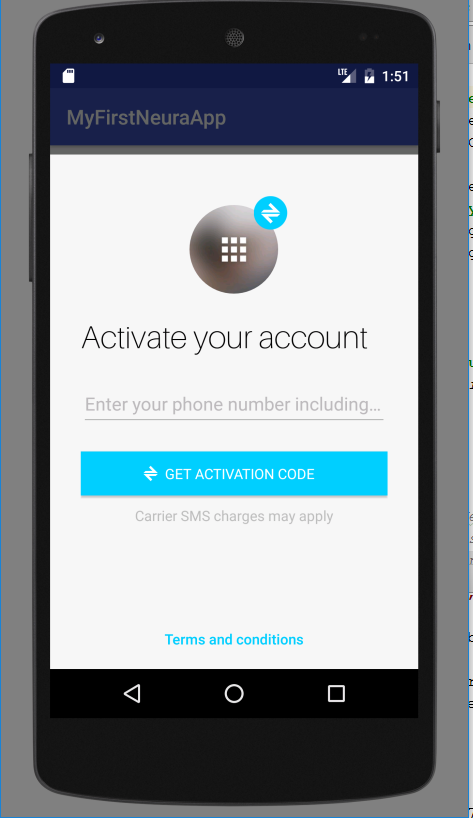 LTE 1:51
MyFirstNeuraApp
Activate your account
Enter your phone number including...
GET ACTIVATION CODE
Carrier SMS charges may apply
Terms and conditions